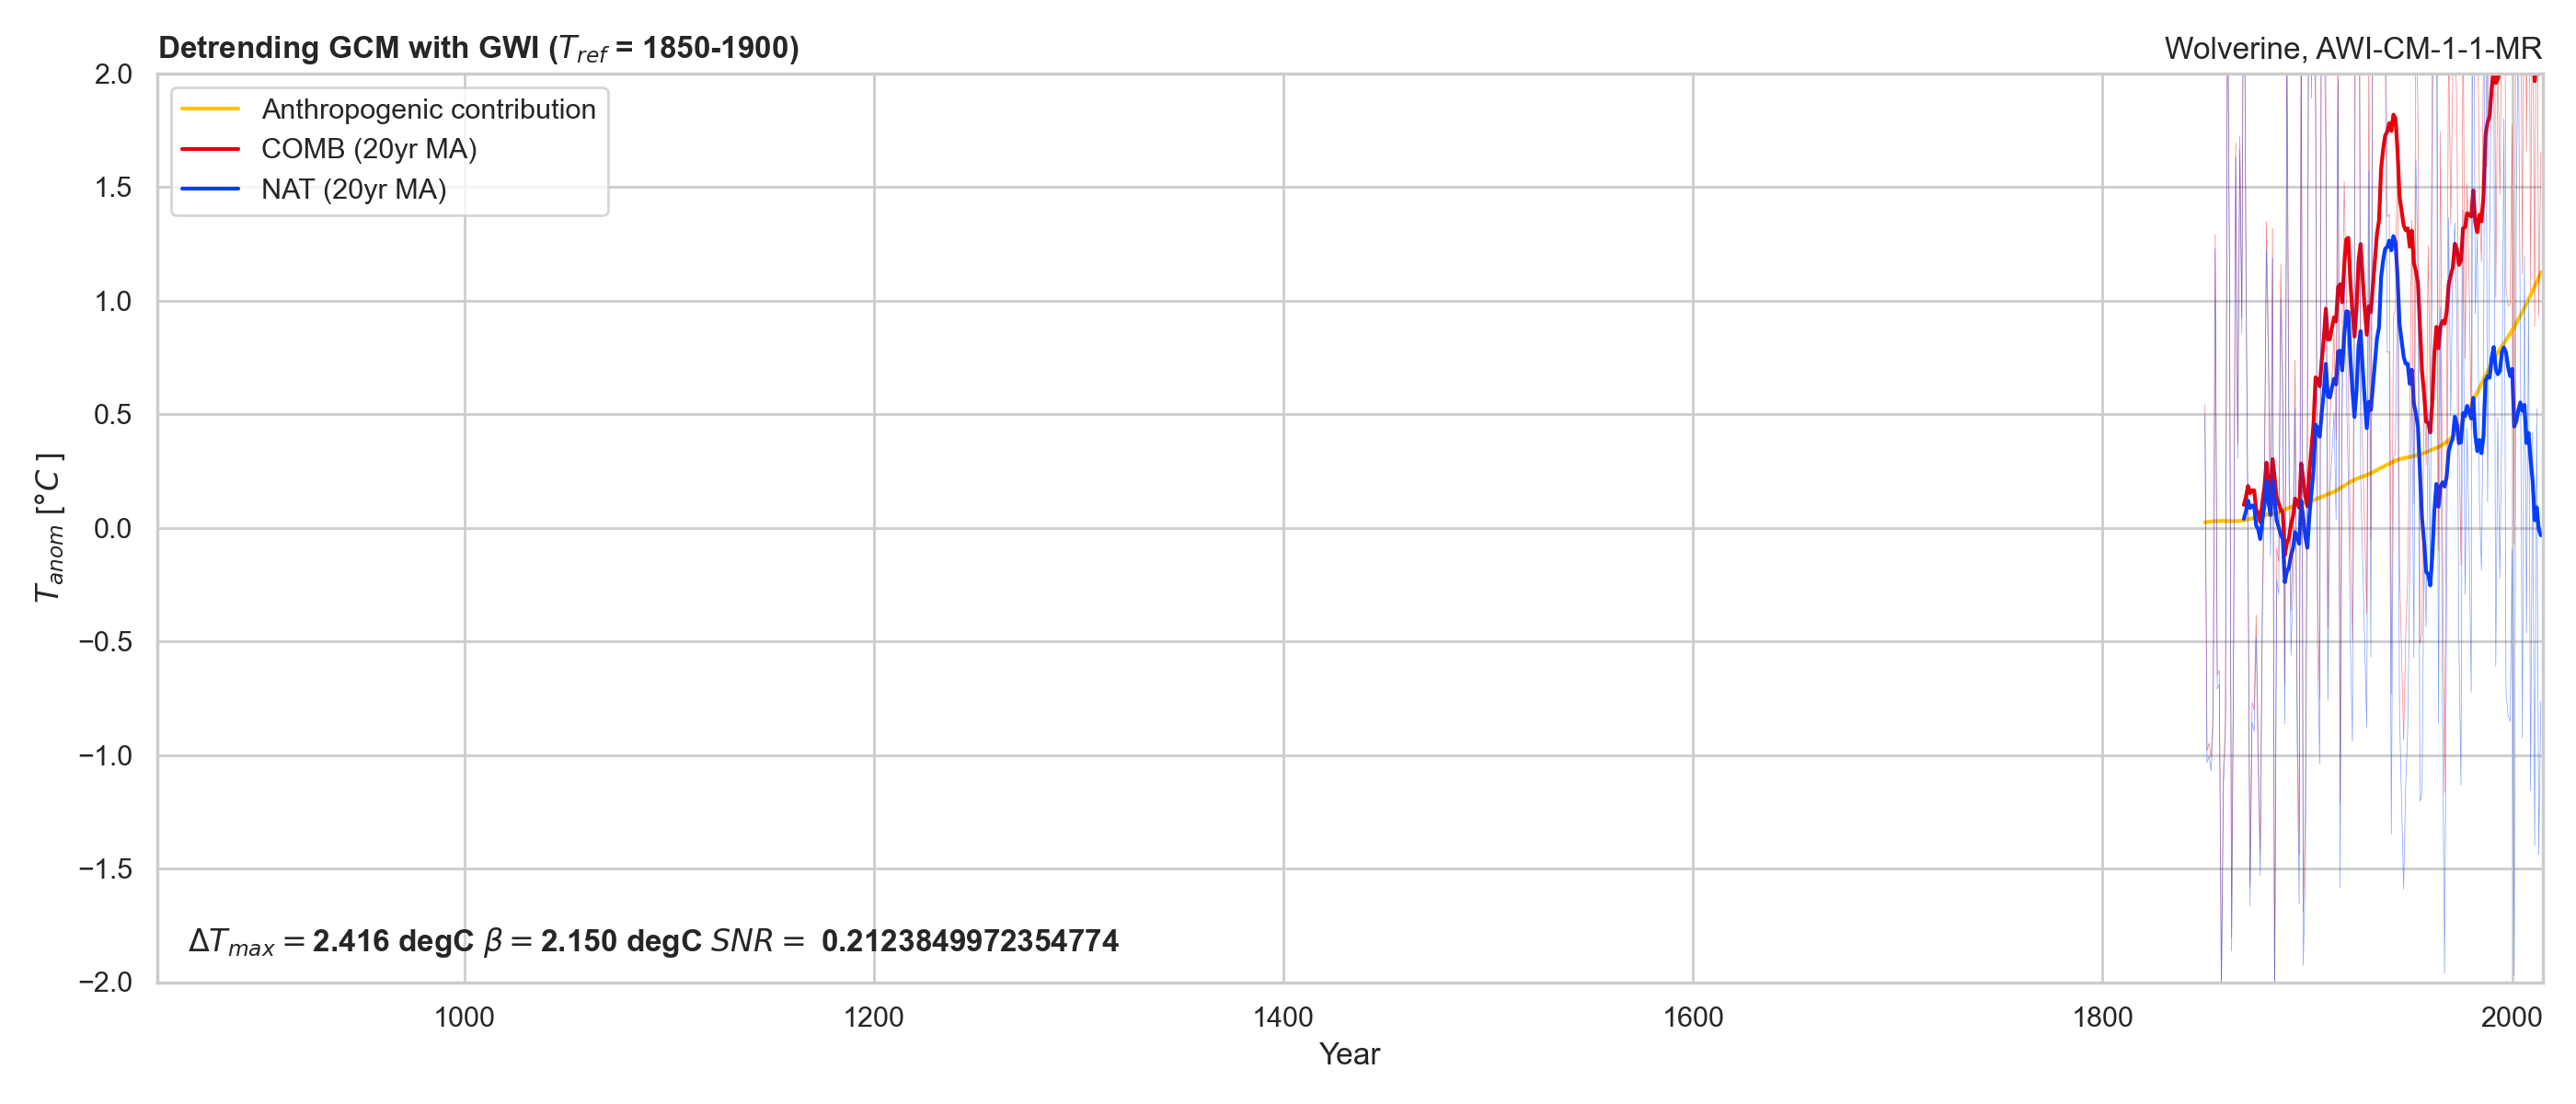 Detrending GCM with GWI (T_ref = 1850-1900)
Wolverine, AWI-CM-1-1-MR
Anthropogenic contribution
COMB (20yr MA)
NAT (20yr MA)
T_anom [°C ]
2.0
1.5
1.0
0.5
0.0
−0.5
−1.0
−1.5
−2.0
ΔT_max = 2.416 degC β = 2.150 degC SNR = 0.2123849972354774
1000 1200 1400 1600 1800 2000
Year